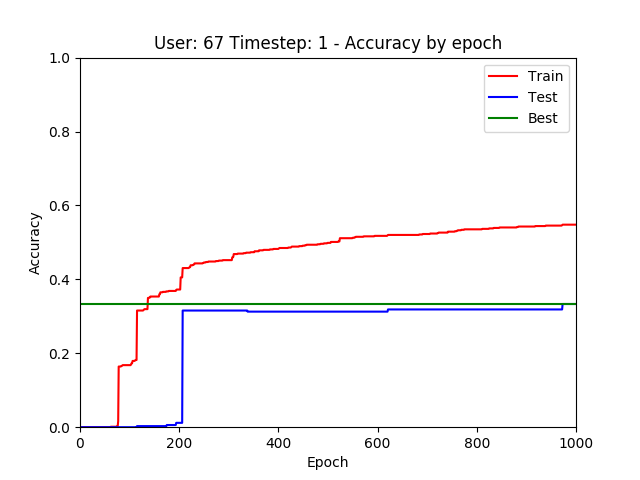 User: 67 Timestep: 1 - Accuracy by epoch
1.0
0.8
0.6
0.4
0.2
0.0
Accuracy
Train
Test
Best
0 200 400 600 800 1000
Epoch